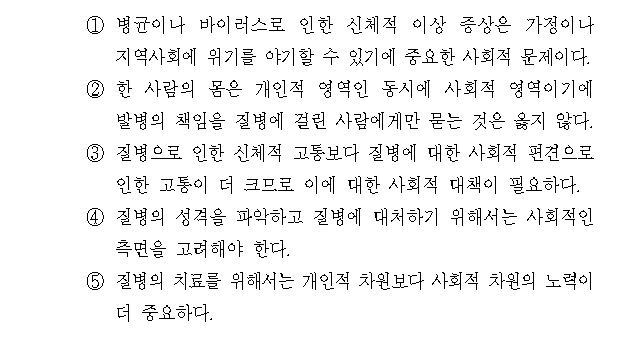 ① 병균이나 바이러스로 인한 신체적 이상 증상은 가정이나
지역사회에 위기를 야기할 수 있기에 중요한 사회적 문제이다.
② 한 사람의 몸은 개인적 영역인 동시에 사회적 영역이기에
발병의 책임을 질병에 걸린 사람에게만 묻는 것은 옳지 않다.
③ 질병으로 인한 신체적 고통보다 질병에 대한 사회적 편견으로
인한 고통이 더 크므로 이에 대한 사회적 대책이 필요하다.
④ 질병의 성격을 파악하고 질병에 대처하기 위해서는 사회적인
측면을 고려해야 한다.
⑤ 질병의 치료를 위해서는 개인적 차원보다 사회적 차원의 노력이
더 중요하다.